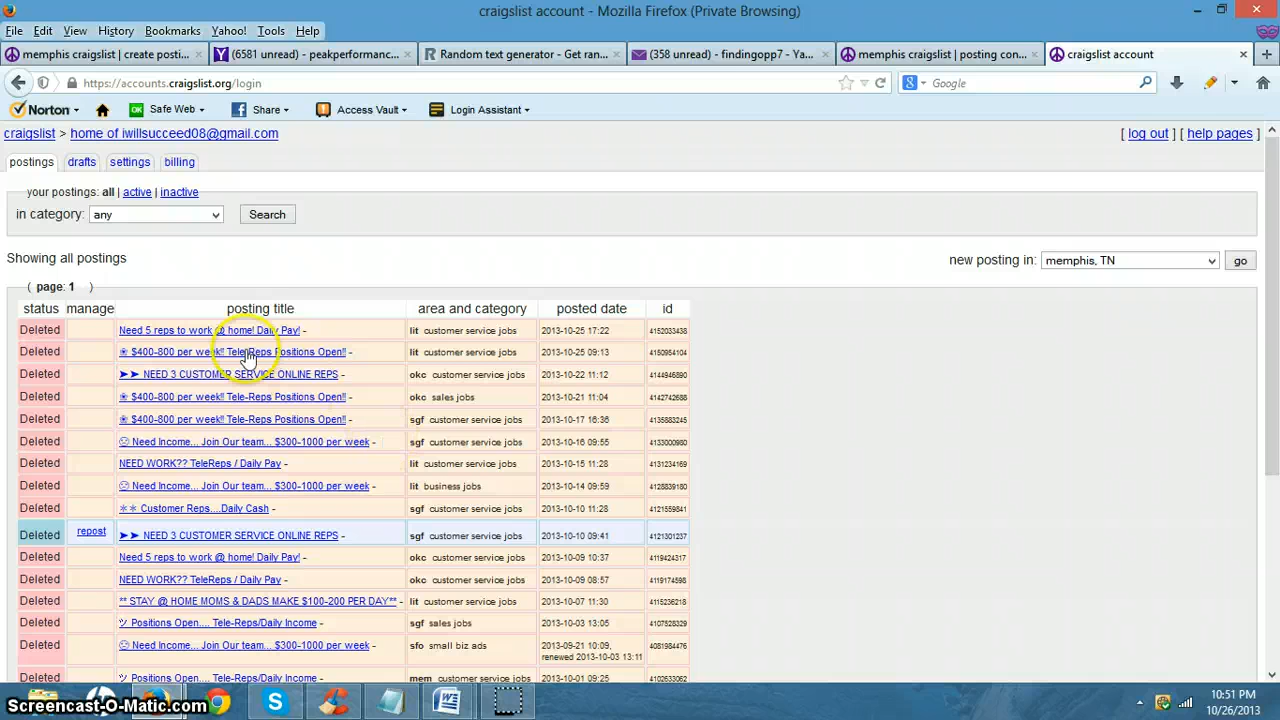 craigslist account - Mozilla Firefox (Private Browsing)
File Edit View History Bookmarks Yahoo! Tools Help
memphis craigslist | create posti... × (6581 unread) - peakperformanc... × Random text generator - Get ran... × (358 unread) - findingopp7 - Ya... × memphis craigslist | posting con... × craigslist account ×
https://accounts.craigslist.org/login Google
Norton Safe Web Share Access Vault Login Assistant
craigslist > home of iwillsucceed08@gmail.com [ log out ] [ help pages ]
postings drafts settings billing
your postings: all | active | inactive
in category: any Search
Showing all postings new posting in: memphis, TN go
( page: 1 )
status manage posting title area and category posted date id
Deleted Need 5 reps to work @ home! Daily Pay! - lit customer service jobs 2013-10-25 17:22 4152033438
Deleted ❀ $400-800 per week!! Tele-Reps Positions Open!! - lit customer service jobs 2013-10-25 09:13 4150954104
Deleted ➤➤ NEED 3 CUSTOMER SERVICE ONLINE REPS - okc customer service jobs 2013-10-22 11:12 4144946890
Deleted ❀ $400-800 per week!! Tele-Reps Positions Open!! - okc sales jobs 2013-10-21 11:04 4142742688
Deleted ❀ $400-800 per week!! Tele-Reps Positions Open!! - sgf customer service jobs 2013-10-17 16:36 4135883245
Deleted ☹ Need Income... Join Our team... $300-1000 per week - sgf customer service jobs 2013-10-16 09:55 4133000980
Deleted NEED WORK?? TeleReps / Daily Pay - lit customer service jobs 2013-10-15 11:28 4131234169
Deleted ☹ Need Income... Join Our team... $300-1000 per week - lit business jobs 2013-10-14 09:59 4128839180
Deleted ✳✳ Customer Reps....Daily Cash - sgf customer service jobs 2013-10-10 11:28 4121559841
Deleted repost ➤➤ NEED 3 CUSTOMER SERVICE ONLINE REPS - sgf customer service jobs 2013-10-10 09:41 4121301237
Deleted Need 5 reps to work @ home! Daily Pay! - okc customer service jobs 2013-10-09 10:37 4119424317
Deleted NEED WORK?? TeleReps / Daily Pay - okc customer service jobs 2013-10-09 08:57 4119174598
Deleted ** STAY @ HOME MOMS & DADS MAKE $100-200 PER DAY** - lit customer service jobs 2013-10-07 11:30 4115236218
Deleted ツ Positions Open.... Tele-Reps/Daily Income - sgf sales jobs 2013-10-03 13:05 4107528329
Deleted ☹ Need Income... Join Our team... $300-1000 per week - sfo small biz ads 2013-09-21 10:09, 4081984476
renewed 2013-10-03 13:11
Deleted ツ Positions Open.... Tele-Reps/Daily Income - mem customer service jobs 2013-10-01 09:25 4102633062
10:51 PM
10/26/2013
Screencast-O-Matic.com